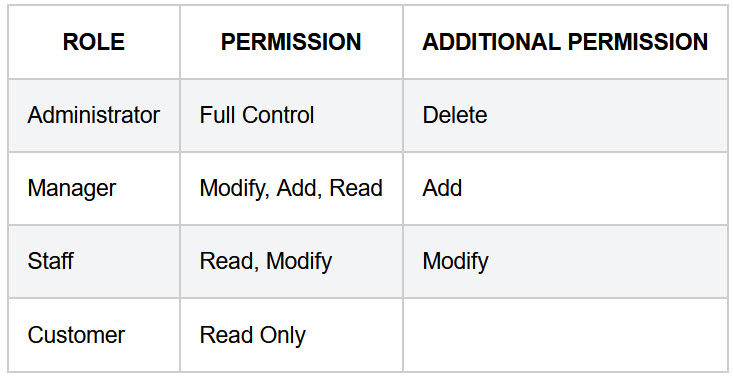 ROLE PERMISSION ADDITIONAL PERMISSION
Administrator Full Control Delete
Manager Modify, Add, Read Add
Staff Read, Modify Modify
Customer Read Only